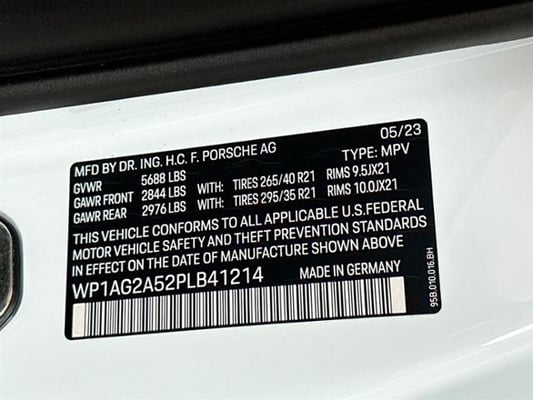 05/23
MFD BY DR. ING. H.C. F. PORSCHE AG
TYPE: MPV
GVWR 5688 LBS
GAWR FRONT 2844 LBS WITH: TIRES 265/40 R21 RIMS 9.5JX21
GAWR REAR 2976 LBS WITH: TIRES 295/35 R21 RIMS 10.0JX21
THIS VEHICLE CONFORMS TO ALL APPLICABLE U.S.FEDERAL
MOTOR VEHICLE SAFETY AND THEFT PREVENTION STANDARDS
IN EFFECT ON THE DATE OF MANUFACTURE SHOWN ABOVE.
WP1AG2A52PLB41214 MADE IN GERMANY
95B.010.016.BH